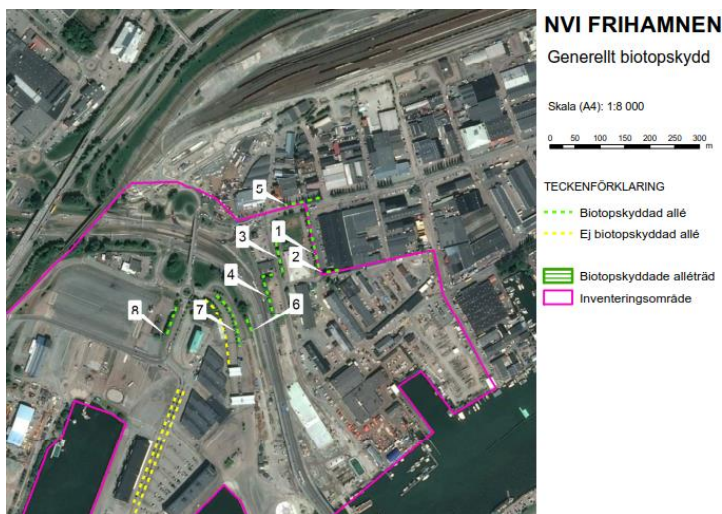 NVI FRIHAMNEN
Generellt biotopskydd
Skala (A4): 1:8 000
0 50 100 150 200 250 300
m
TECKENFÖRKLARING
Biotopskyddad allé
Ej biotopskyddad allé
Biotopskyddade alléträd
Inventeringsområde
5
1
3
2
4
6
7
8